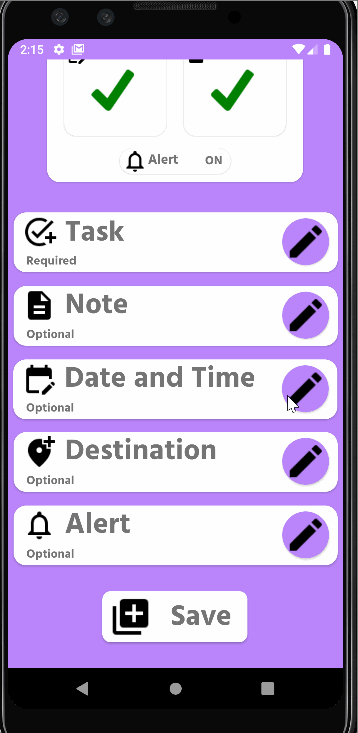 2:15
Alert ON
Task
Required
Note
Optional
Date and Time
Optional
Destination
Optional
Alert
Optional
Save